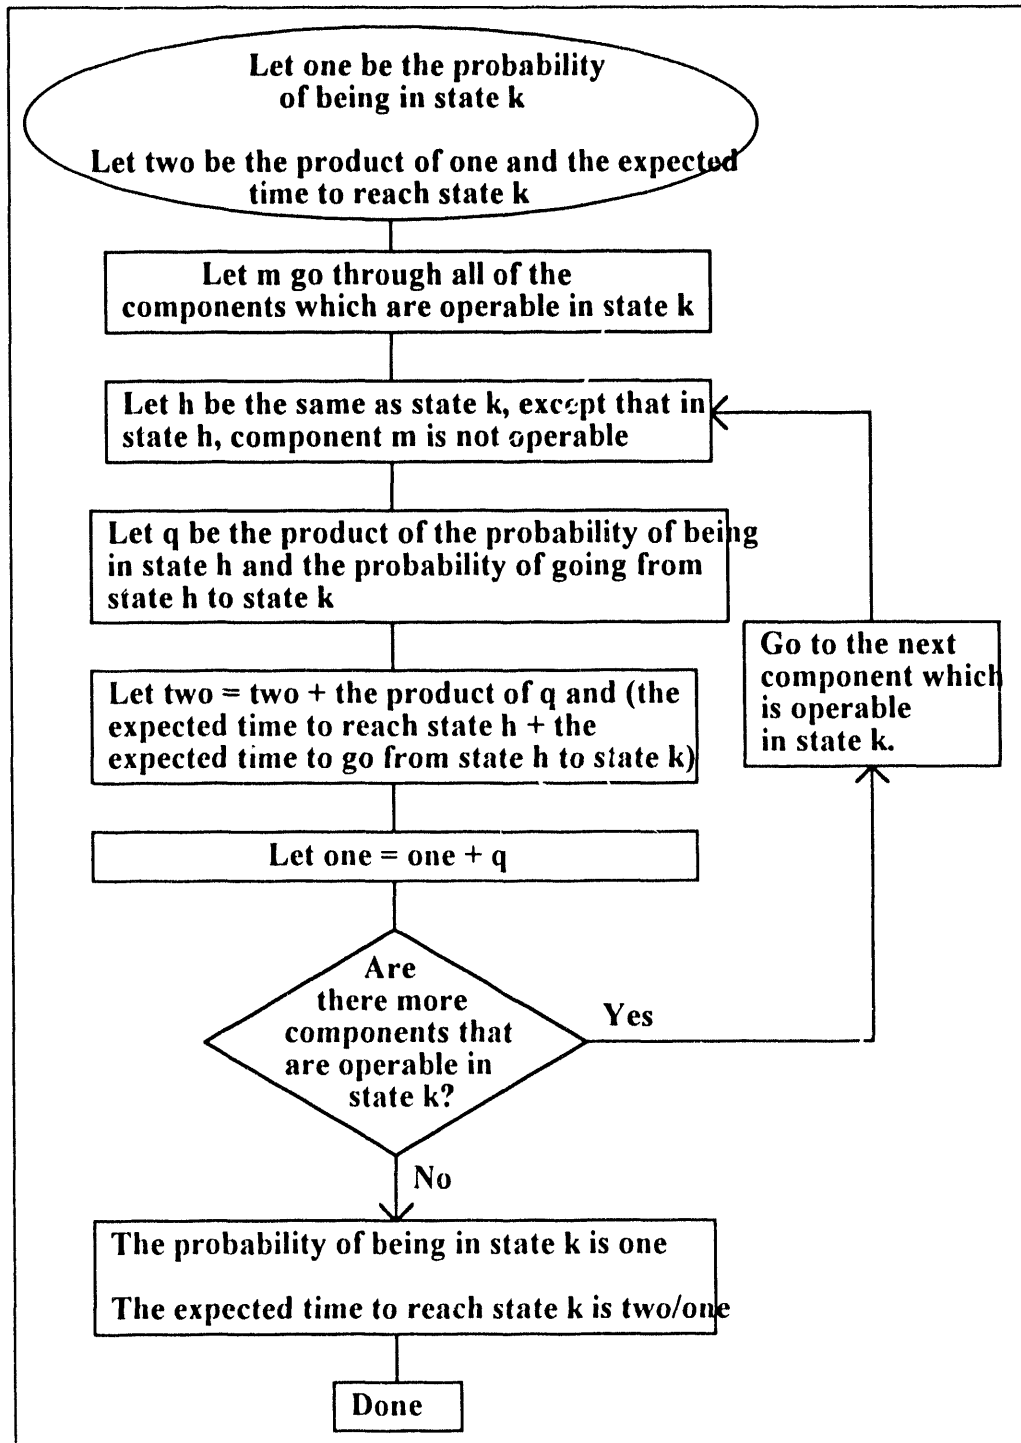 Let one be the probability
of being in state k
Let two be the product of one and the expected
time to reach state k
Let m go through all of the
components which are operable in state k
Let h be the same as state k, except that in
state h, component m is not operable
Let q be the product of the probability of being
in state h and the probability of going from
state h to state k
Go to the next
component which
is operable
in state k.
Let two = two + the product of q and (the
expected time to reach state h + the
expected time to go from state h to state k)
Let one = one + q
Are
there more
components that
are operable in
state k?
Yes
No
The probability of being in state k is one
The expected time to reach state k is two/one
Done